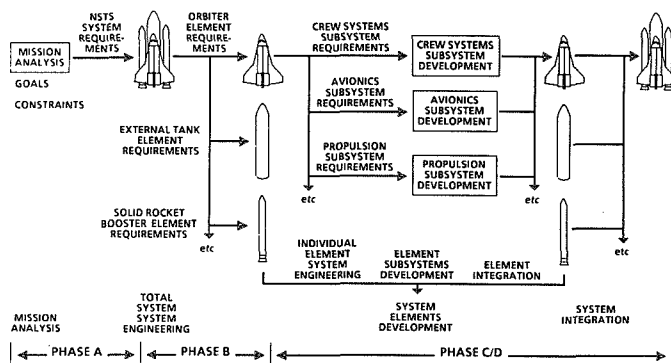 NSTS
SYSTEM
REQUIRE-
MENTS
ORBITER
ELEMENT
REQUIRE-
MENTS
CREW SYSTEMS
SUBSYSTEM
REQUIREMENTS
CREW SYSTEMS
SUBSYSTEM
DEVELOPMENT
MISSION
ANALYSIS
GOALS
CONSTRAINTS
AVIONICS
SUBSYSTEM
REQUIREMENTS
AVIONICS
SUBSYSTEM
DEVELOPMENT
EXTERNAL TANK
ELEMENT
REQUIREMENTS
PROPULSION
SUBSYSTEM
REQUIREMENTS
PROPULSION
SUBSYSTEM
DEVELOPMENT
etc
etc
SOLID ROCKET
BOOSTER ELEMENT
REQUIREMENTS
etc
etc
INDIVIDUAL
ELEMENT
SYSTEM
ENGINEERING
ELEMENT
SUBSYSTEMS
DEVELOPMENT
ELEMENT
INTEGRATION
SYSTEM
ELEMENTS
DEVELOPMENT
MISSION
ANALYSIS
TOTAL
SYSTEM
SYSTEM
ENGINEERING
SYSTEM
INTEGRATION
PHASE A
PHASE B
PHASE C/D